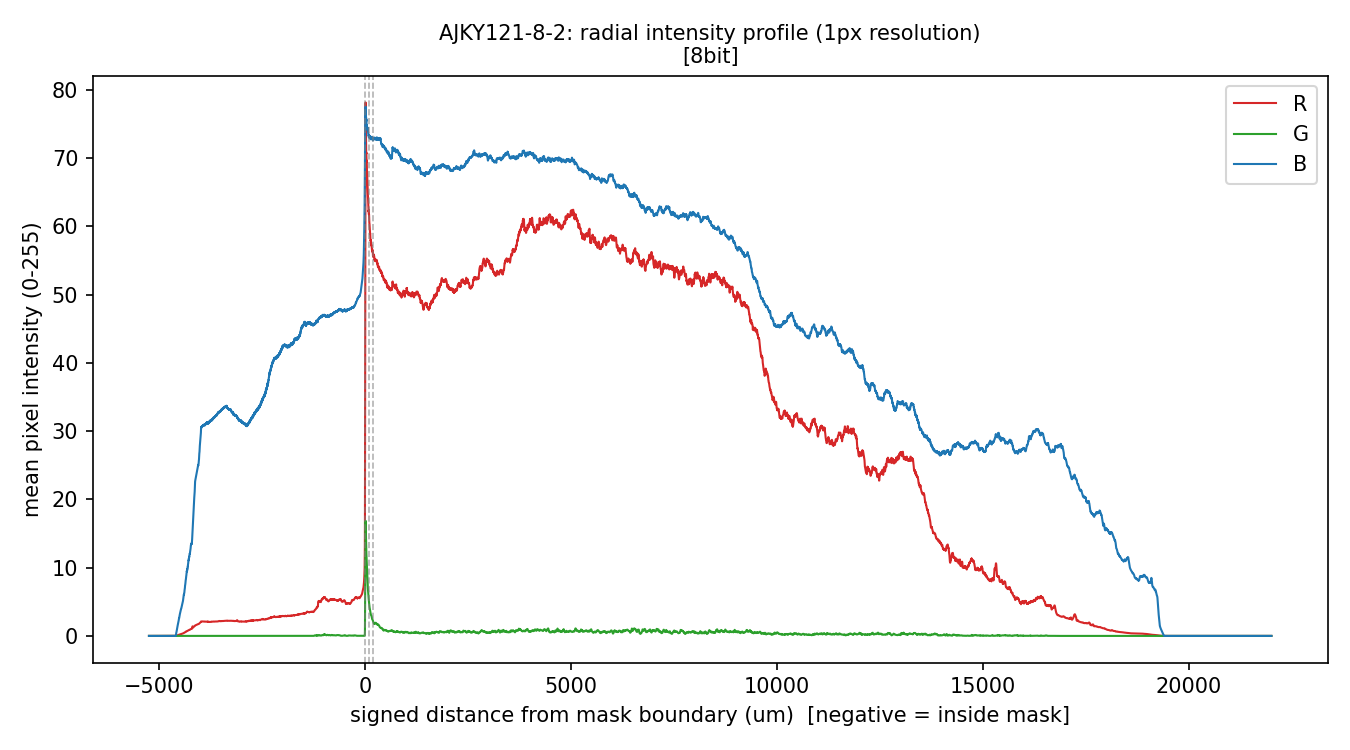 AJKY121-8-2: radial intensity profile (1px resolution)
[8bit]
R
G
B
mean pixel intensity (0-255)
80
70
60
50
40
30
20
10
0
−5000
0
5000
10000
15000
20000
signed distance from mask boundary (um)  [negative = inside mask]